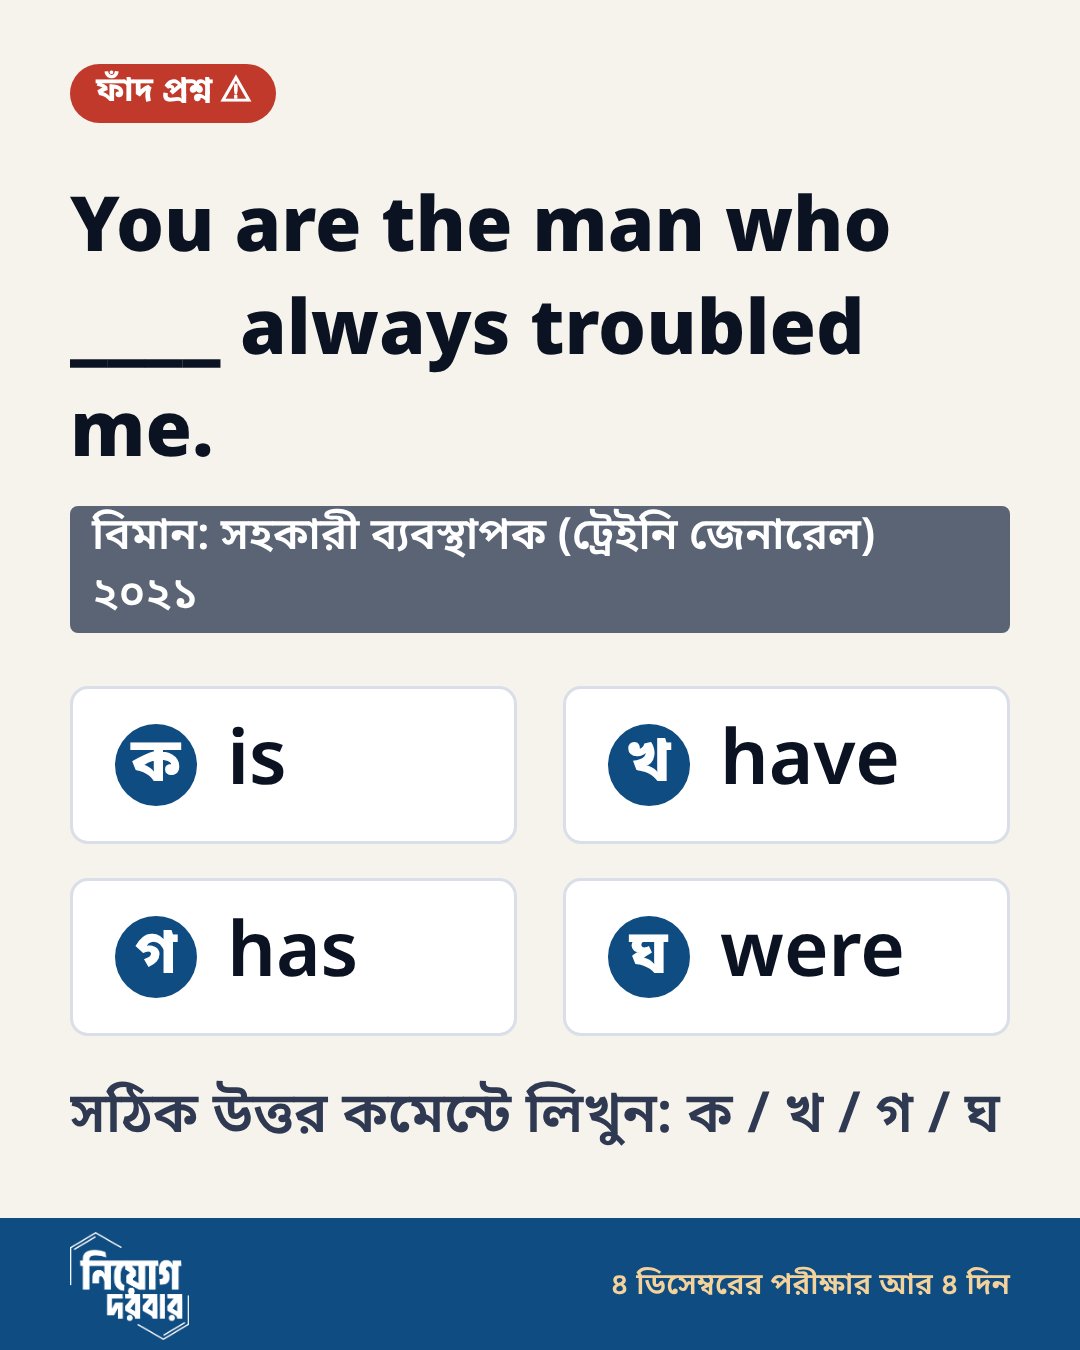 ফাঁদ প্রশ্ন ⚠
You are the man who
____ always troubled
me.
বিমান: সহকারী ব্যবস্থাপক (ট্রেইনি জেনারেল)
২০২১
ক is
খ have
গ has
ঘ were
সঠিক উত্তর কমেন্টে লিখুন: ক / খ / গ / ঘ
নিয়োগ
দরবার
৪ ডিসেম্বরের পরীক্ষার আর ৪ দিন